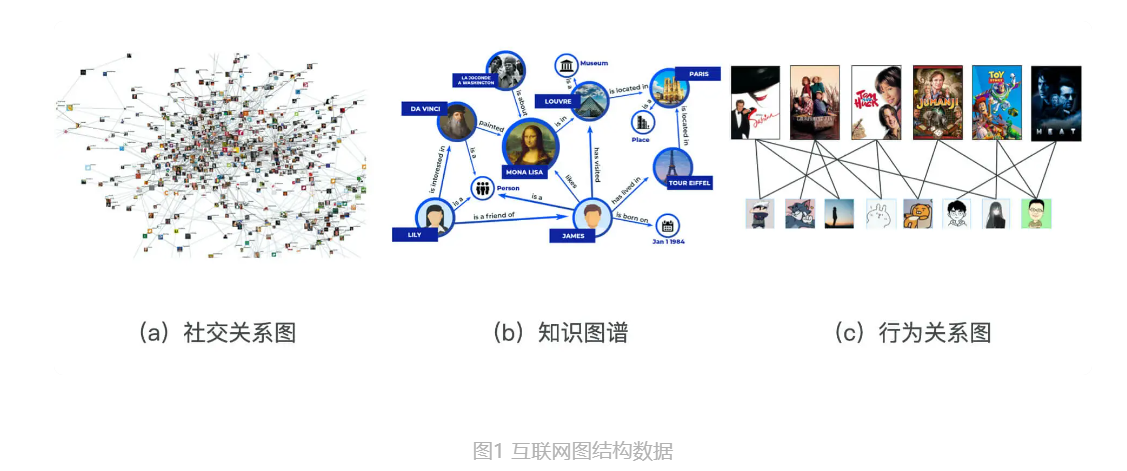 LA JOCONDE
A WASHINGTON
Museum
PARIS
DA VINCI
LOUVRE
is located in
is a
is about
painted
is in
is a
Place
is located in
MONA LISA
is interested in
is a
Person
likes
has visited
TOUR EIFFEL
is a
is a
has lived in
LILY
is a friend of
JAMES
is born on
Jan 1 1984
Sabrina
TOM AND HUCK
JUMANJI
TOY STORY
HEAT
(a) 社交关系图
(b) 知识图谱
(c) 行为关系图
图1 互联网图结构数据